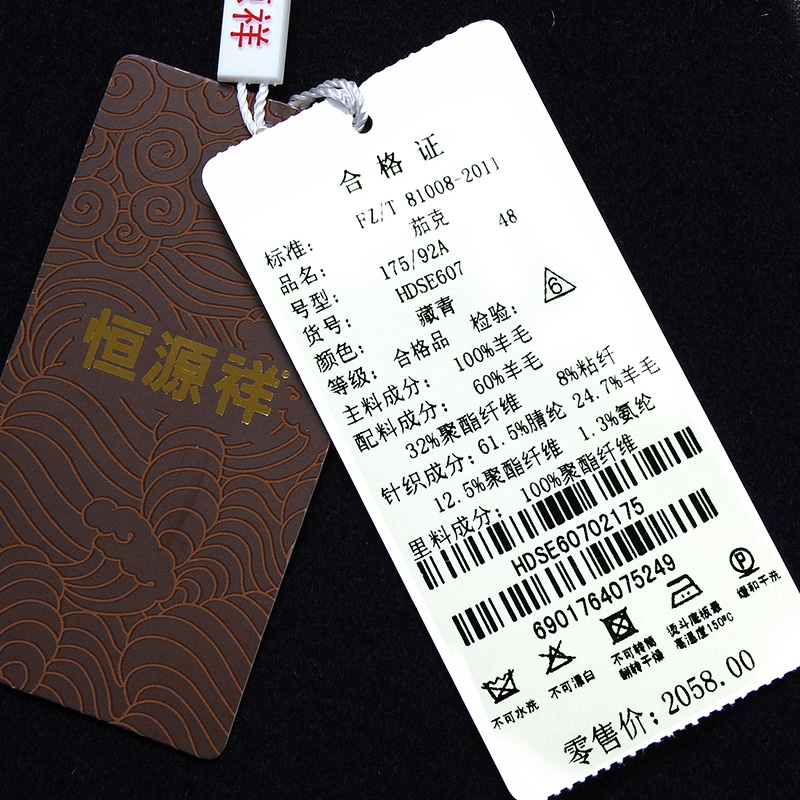 祥
恒源祥
合格证
标准: FZ/T 81008-2011
品名: 茄克
号型: 175/92A 48
货号: HDSE607
颜色: 藏青
等级: 合格品 检验: 6
主料成分: 100%羊毛
配料成分: 60%羊毛 8%粘纤
32%聚酯纤维
针织成分: 61.5%腈纶 24.7%羊毛
12.5%聚酯纤维 1.3%氨纶
里料成分: 100%聚酯纤维
HDSE60702175
6901764075249
P
不可水洗
不可漂白
不可转筒翻转干燥
熨斗底板最高温度150℃
缓和干洗
零售价: 2058.00